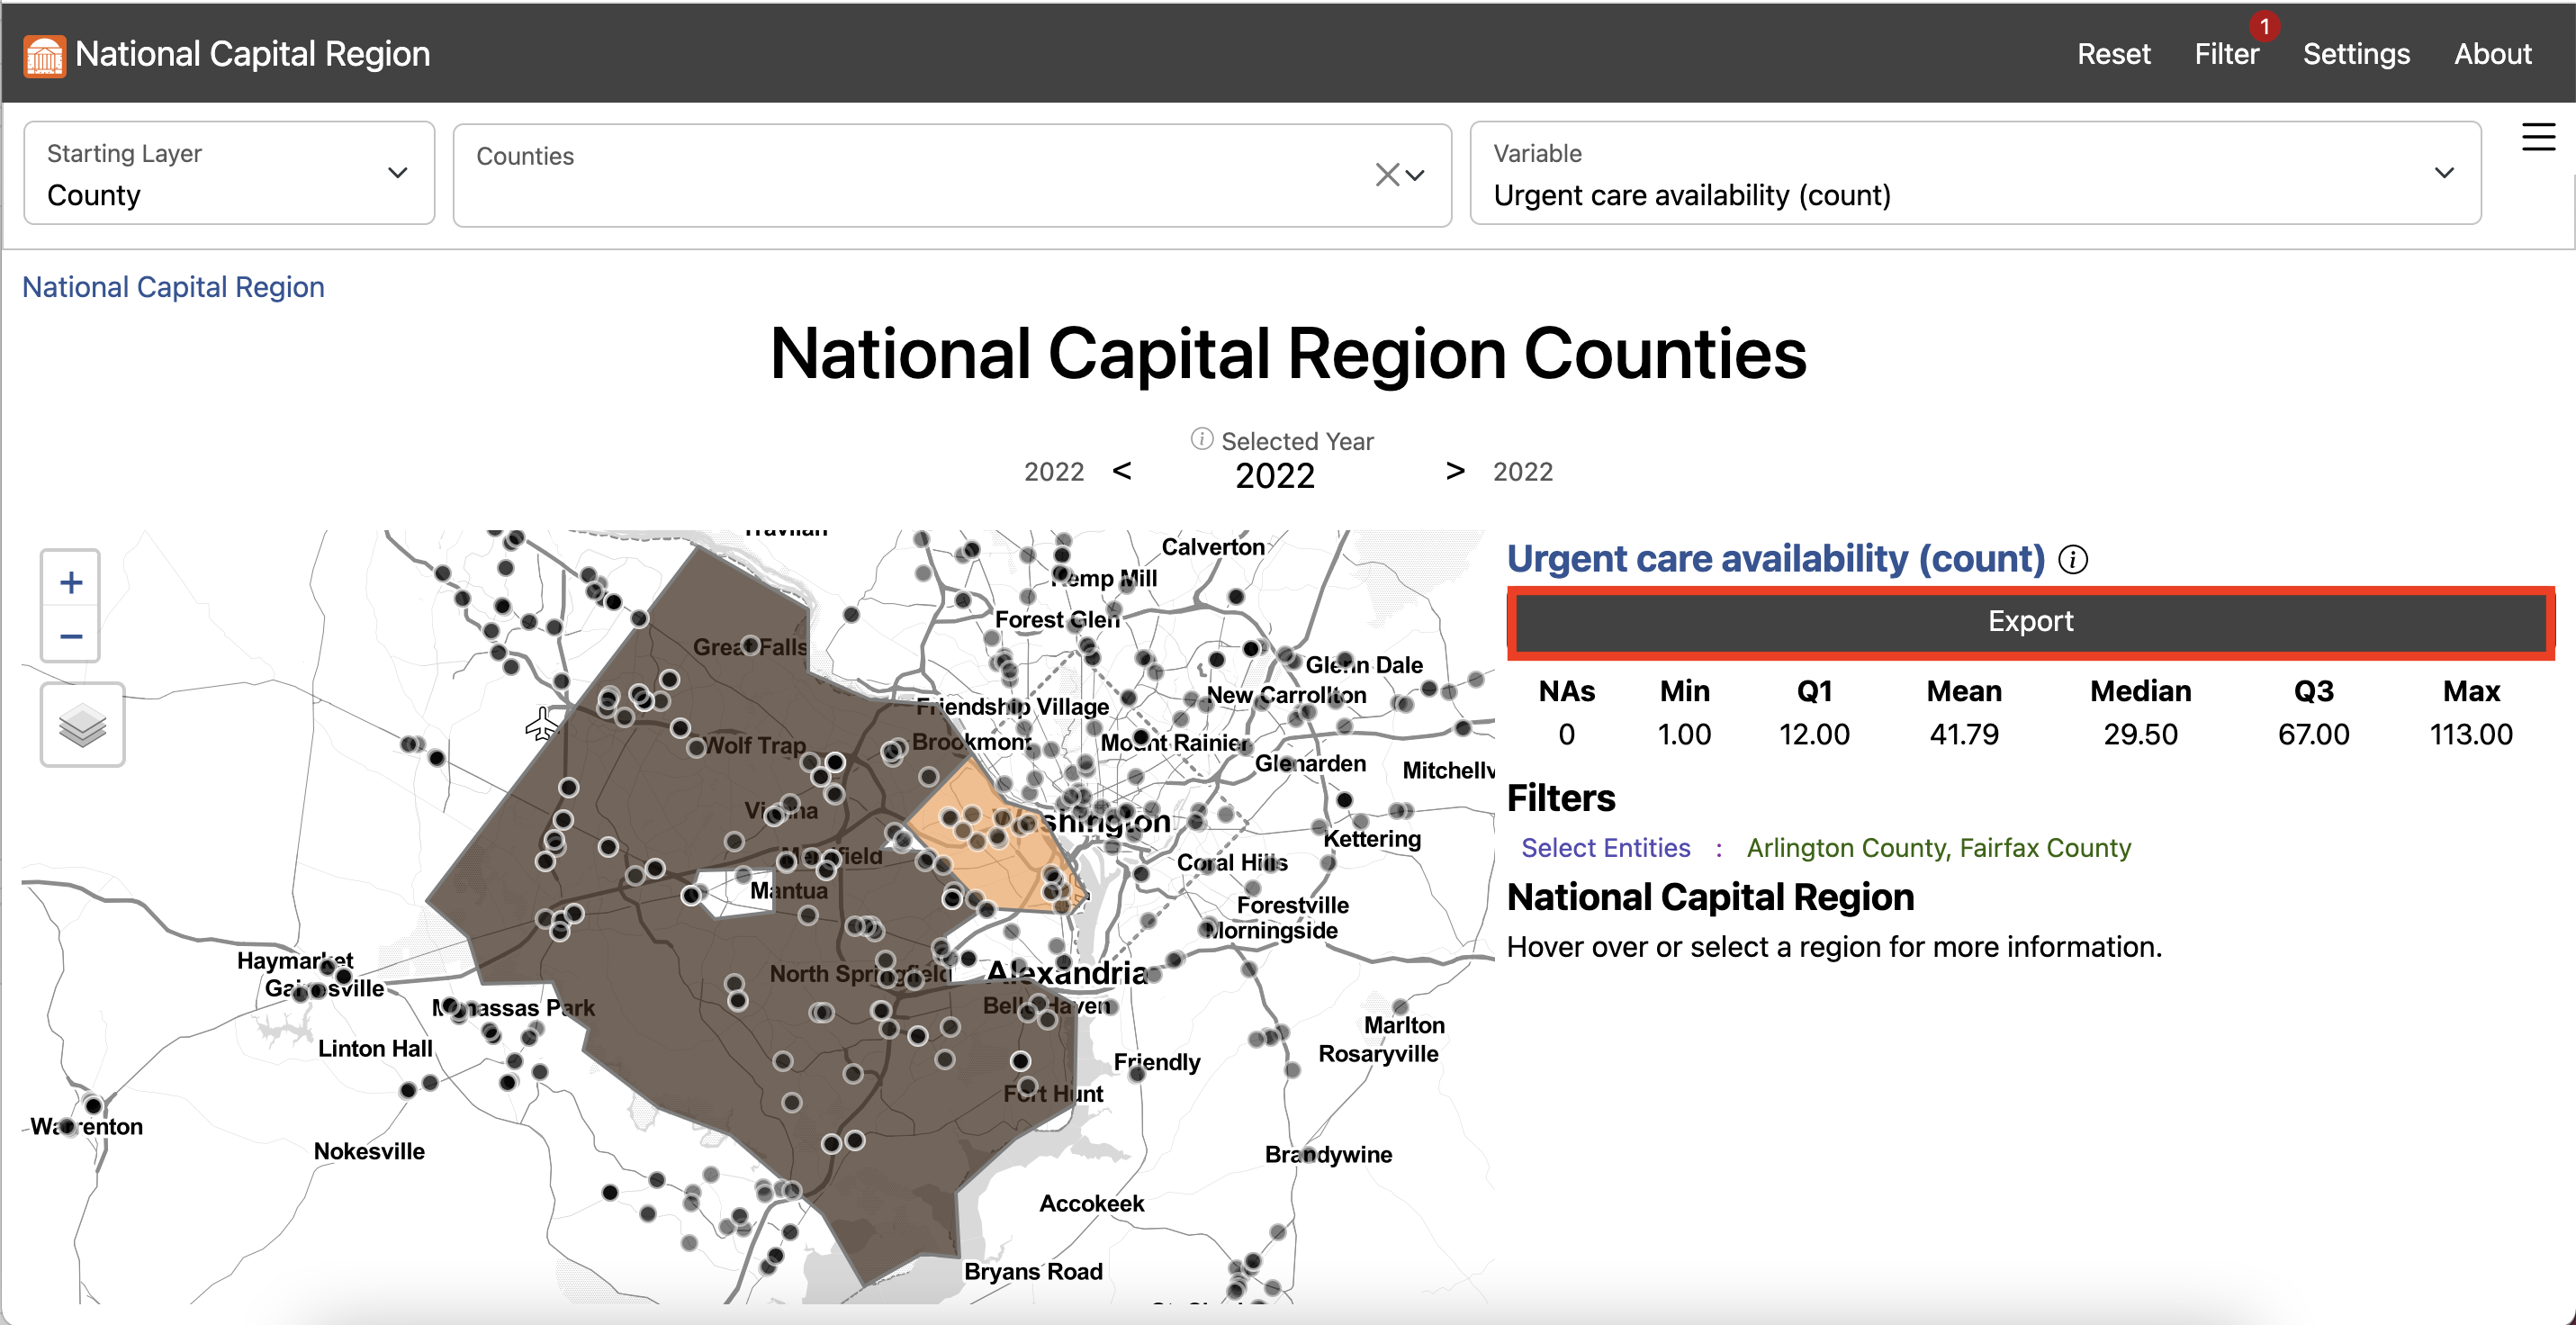 National Capital Region
Reset
Filter
1
Settings
About
Starting Layer
County
Counties
Variable
Urgent care availability (count)
National Capital Region
National Capital Region Counties
Selected Year
2022 < 2022 > 2022
+
−
Calverton
Kemp Mill
Forest Glen
Great Falls
Glenn Dale
New Carrollton
Friendship Village
Wolf Trap
Brookmont
Mount Rainier
Glenarden
Vienna
Washington
Kettering
Merrifield
Coral Hills
Mantua
Forestville
Morningside
Haymarket
North Springfield
Alexandria
Gainesville
Manassas Park
Belle Haven
Marlton
Linton Hall
Rosaryville
Friendly
Fort Hunt
Warrenton
Nokesville
Brandywine
Accokeek
Bryans Road
Urgent care availability (count)
Export
NAs Min Q1 Mean Median Q3 Max
0 1.00 12.00 41.79 29.50 67.00 113.00
Filters
Select Entities : Arlington County, Fairfax County
National Capital Region
Hover over or select a region for more information.